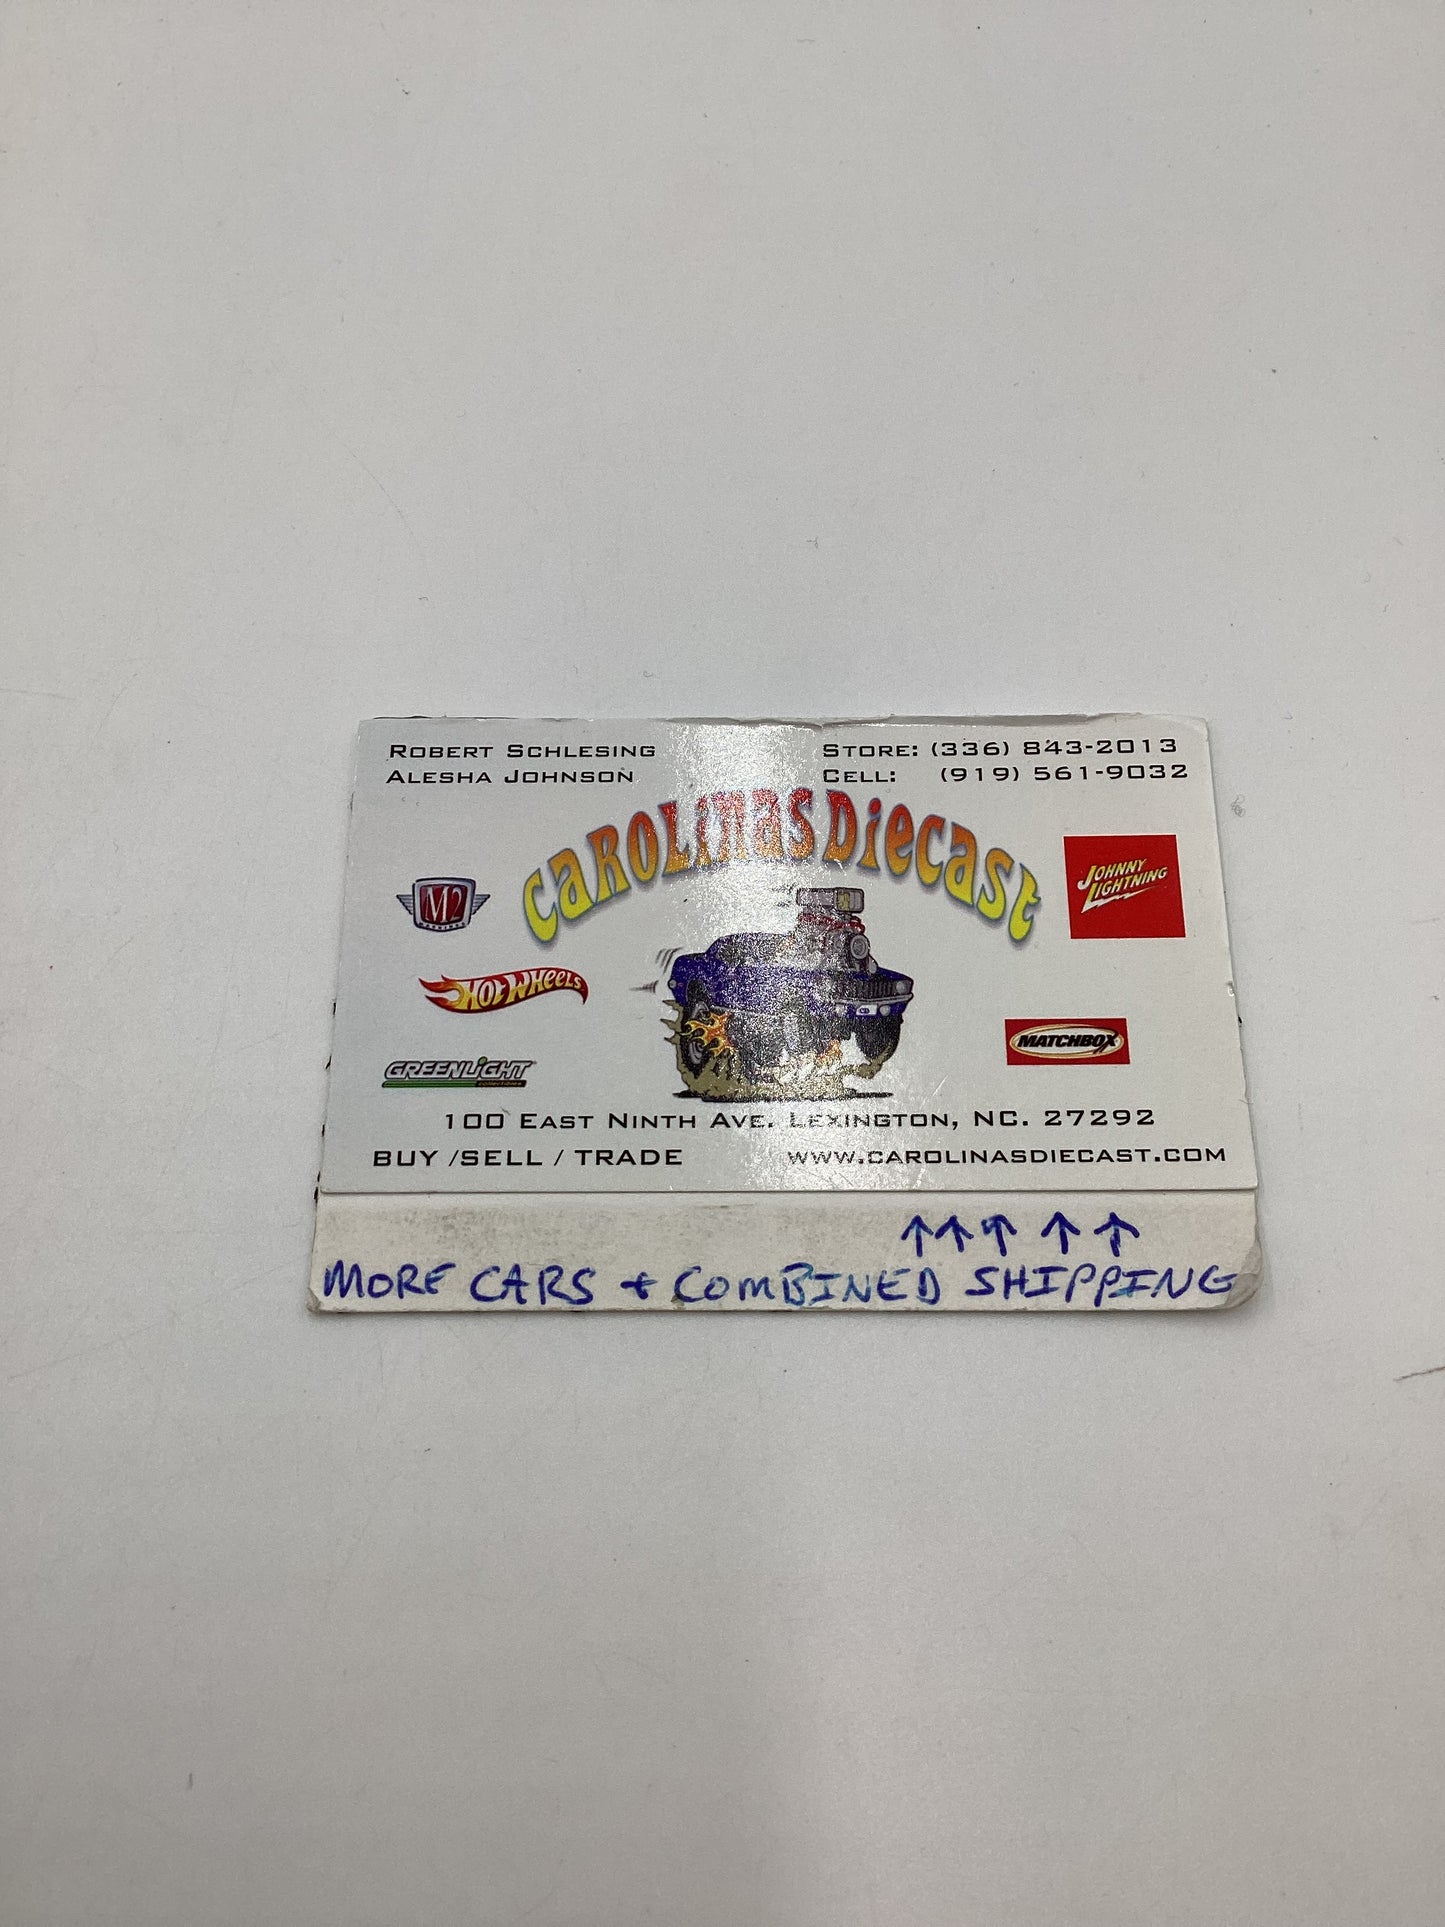 ROBERT SCHLESING
ALESHA JOHNSON
STORE: (336) 843-2013
CELL: (919) 561-9032
CAROLINAS DIECAST
M2
JOHNNY
LIGHTNING
HOT WHEELS
MATCHBOX
GREENLIGHT
collectibles
100 EAST NINTH AVE. LEXINGTON, NC. 27292
BUY /SELL / TRADE
WWW.CAROLINASDIECAST.COM
↑↑↑↑↑
MORE CARS + COMBINED SHIPPING